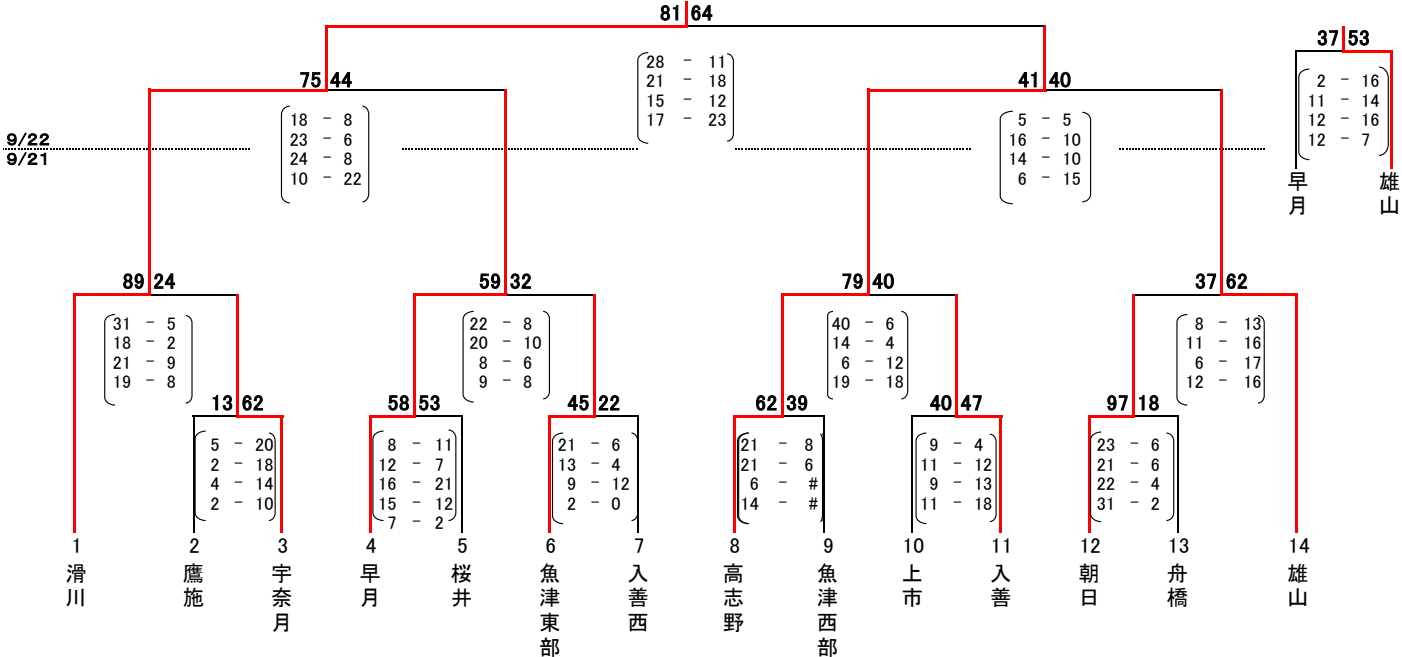 81 64
37 53
28 - 11
21 - 18
15 - 12
17 - 23
2 - 16
11 - 14
12 - 16
12 - 7
早月
雄山
75 44
41 40
18 - 8
23 - 6
24 - 8
10 - 22
5 - 5
16 - 10
14 - 10
6 - 15
9/22
9/21
89 24
59 32
79 40
37 62
31 - 5
18 - 2
21 - 9
19 - 8
22 - 8
20 - 10
8 - 6
9 - 8
40 - 6
14 - 4
6 - 12
19 - 18
8 - 13
11 - 16
6 - 17
12 - 16
13 62
58 53
45 22
62 39
40 47
97 18
5 - 20
2 - 18
4 - 14
2 - 10
8 - 11
12 - 7
16 - 21
15 - 12
7 - 2
21 - 6
13 - 4
9 - 12
2 - 0
21 - 8
21 - 6
6 - #
14 - #
9 - 4
11 - 12
9 - 13
11 - 18
23 - 6
21 - 6
22 - 4
31 - 2
1 2 3 4 5 6 7 8 9 10 11 12 13 14
滑川
鷹施
宇奈月
早月
桜井
魚津東部
入善西
高志野
魚津西部
上市
入善
朝日
舟橋
雄山